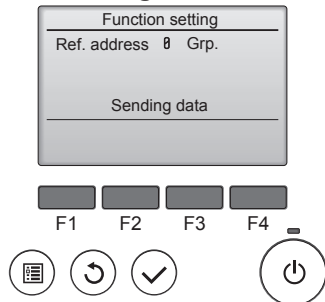 Function setting
Ref. address 0 Grp.
Sending data
F1 F2 F3 F4